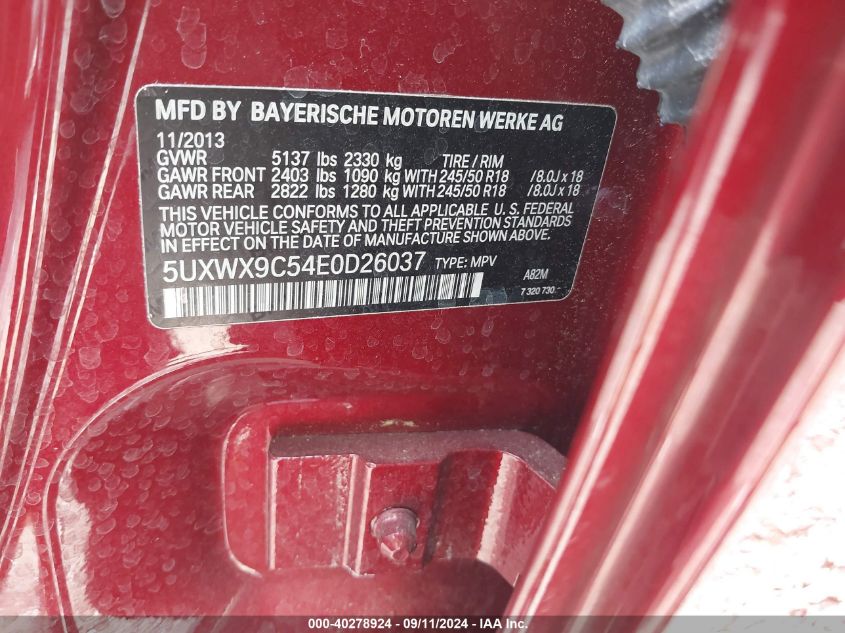 MFD BY BAYERISCHE MOTOREN WERKE AG
11/2013
GVWR 5137 lbs 2330 kg TIRE / RIM
GAWR FRONT 2403 lbs 1090 kg WITH 245/50 R18 /8.0J x 18
GAWR REAR 2822 lbs 1280 kg WITH 245/50 R18 /8.0J x 18
THIS VEHICLE CONFORMS TO ALL APPLICABLE U. S. FEDERAL
MOTOR VEHICLE SAFETY AND THEFT PREVENTION STANDARDS
IN EFFECT ON THE DATE OF MANUFACTURE SHOWN ABOVE.
5UXWX9C54E0D26037 TYPE: MPV
A82M
7 320 730.-
000-40278924 - 09/11/2024 - IAA Inc.